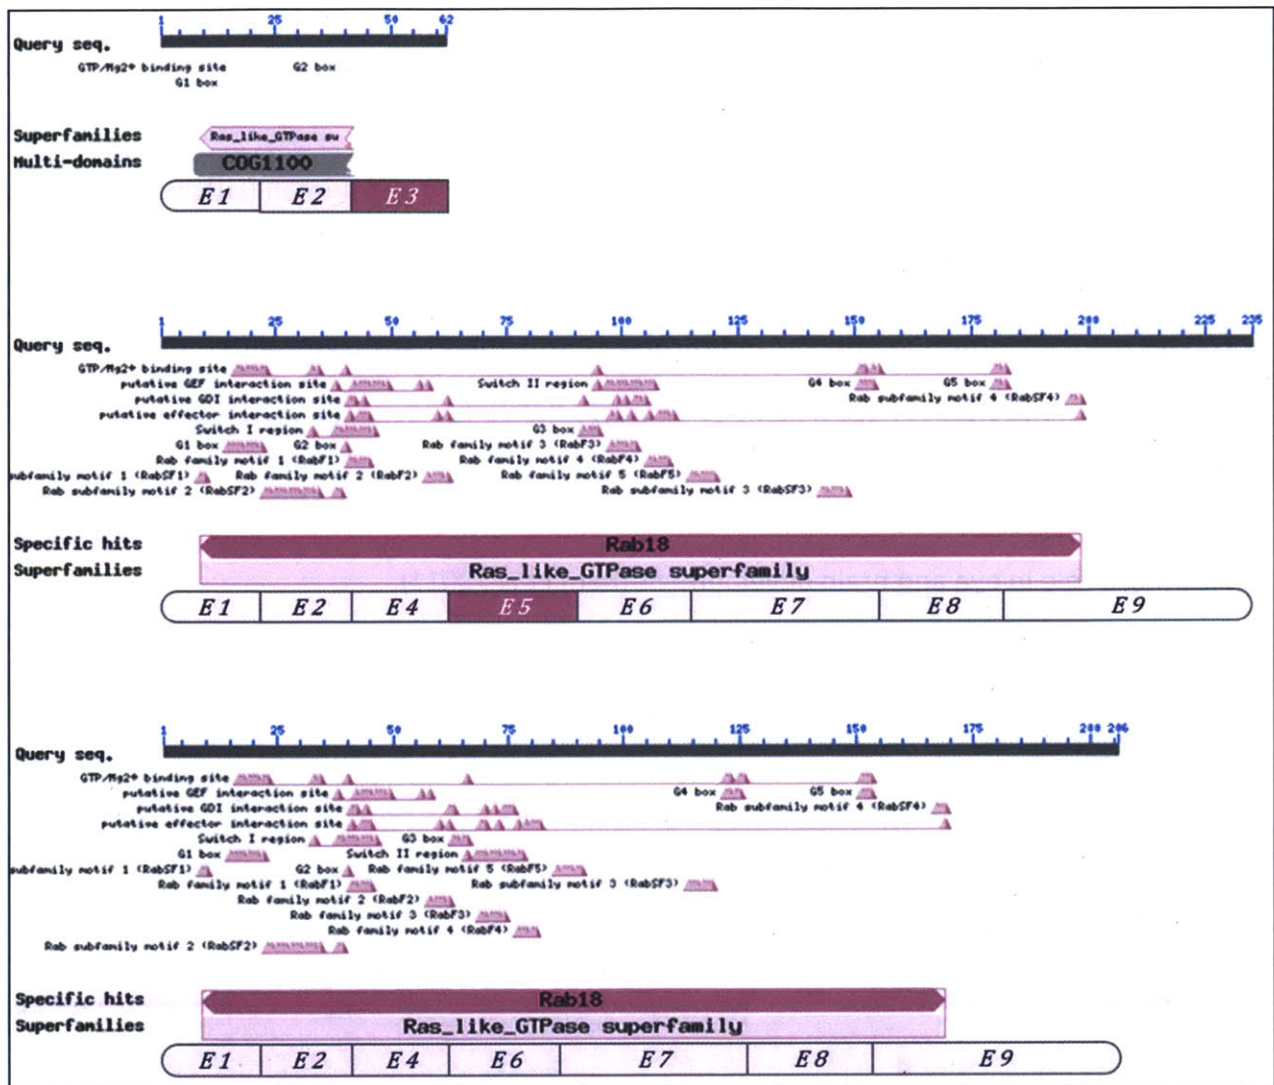 1 25 50 62
Query seq.
GTP/Mg2+ binding site G2 box
G1 box
Superfamilies Ras_like_GTPase su
Multi-domains COG1100
E1 E2 E3
1 25 50 75 100 125 150 175 200 225 235
Query seq.
GTP/Mg2+ binding site
putative GEF interaction site Switch II region G4 box G5 box
putative GDI interaction site Rab subfamily motif 4 (RabSF4)
putative effector interaction site
Switch I region G3 box
G1 box G2 box Rab family motif 3 (RabF3)
Rab family motif 1 (RabF1) Rab family motif 4 (RabF4)
subfamily motif 1 (RabSF1) Rab family motif 2 (RabF2) Rab family motif 5 (RabF5)
Rab subfamily motif 2 (RabSF2) Rab subfamily motif 3 (RabSF3)
Specific hits Rab18
Superfamilies Ras_like_GTPase superfamily
E1 E2 E4 E5 E6 E7 E8 E9
1 25 50 75 100 125 150 175 200 206
Query seq.
GTP/Mg2+ binding site
putative GEF interaction site G4 box G5 box
putative GDI interaction site Rab subfamily motif 4 (RabSF4)
putative effector interaction site
Switch I region G3 box
G1 box Switch II region
subfamily motif 1 (RabSF1) G2 box Rab family motif 5 (RabF5)
Rab family motif 1 (RabF1) Rab subfamily motif 3 (RabSF3)
Rab family motif 2 (RabF2)
Rab family motif 3 (RabF3)
Rab family motif 4 (RabF4)
Rab subfamily motif 2 (RabSF2)
Specific hits Rab18
Superfamilies Ras_like_GTPase superfamily
E1 E2 E4 E6 E7 E8 E9